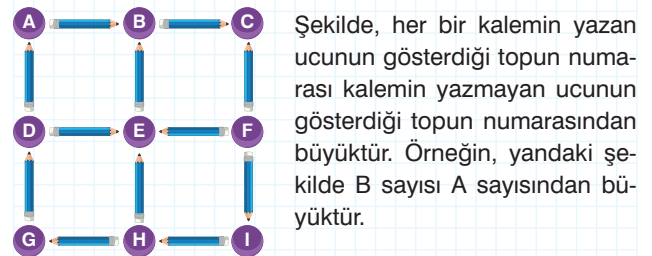 A B C
Şekilde, her bir kalemin yazan
ucunun gösterdiği topun numa-
rası kalemin yazmayan ucunun
D E F
gösterdiği topun numarasından
büyüktür. Örneğin, yandaki şe-
kilde B sayısı A sayısından bü-
yüktür.
G H I